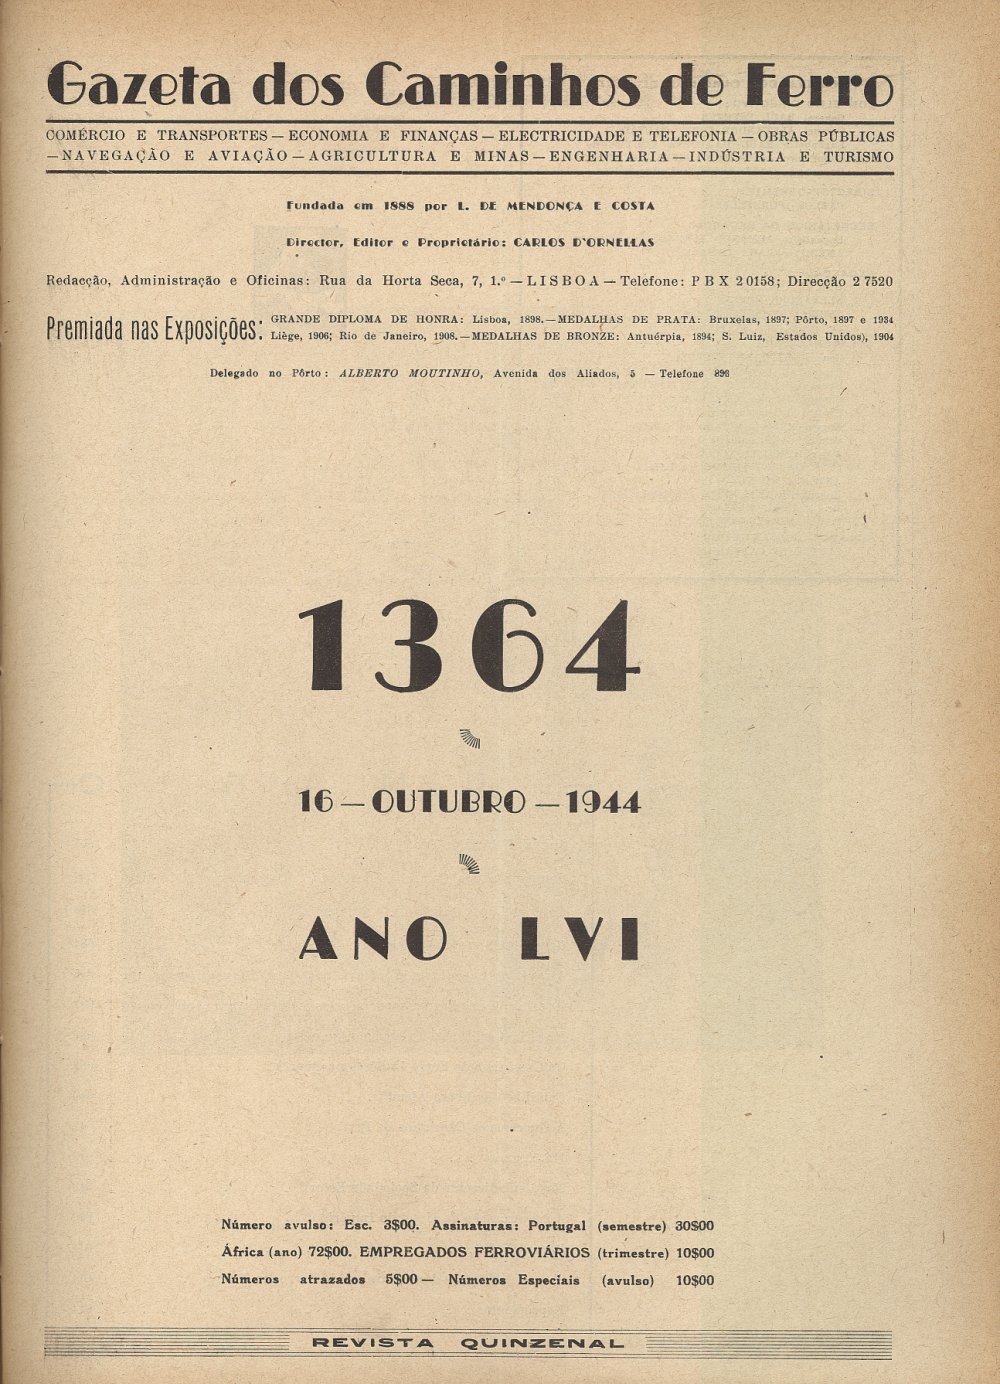 Gazeta dos Caminhos de Ferro
COMÉRCIO E TRANSPORTES — ECONOMIA E FINANÇAS — ELECTRICIDADE E TELEFONIA — OBRAS PÚBLICAS
— NAVEGAÇÃO E AVIAÇÃO — AGRICULTURA E MINAS — ENGENHARIA — INDÚSTRIA E TURISMO
Fundada em 1888 por L. DE MENDONÇA E COSTA
Director, Editor e Proprietário: CARLOS D'ORNELLAS
Redacção, Administração e Oficinas: Rua da Horta Seca, 7, 1.º — LISBOA — Telefone: PBX 20158; Direcção 27520
Premiada nas Exposições:
GRANDE DIPLOMA DE HONRA: Lisboa, 1898. — MEDALHAS DE PRATA: Bruxelas, 1897; Pôrto, 1897 e 1934
Liège, 1906; Rio de Janeiro, 1908. — MEDALHAS DE BRONZE: Antuérpia, 1894; S. Luiz, Estados Unidos), 1904
Delegado no Pôrto: ALBERTO MOUTINHO, Avenida dos Aliados, 5 — Telefone
1364
16 — OUTUBRO — 1944
ANO LVI
Número avulso: Esc. 3$00. Assinaturas: Portugal (semestre) 30$00
África (ano) 72$00. EMPREGADOS FERROVIÁRIOS (trimestre) 10$00
Números atrazados 5$00 — Números Especiais (avulso) 10$00
REVISTA QUINZENAL